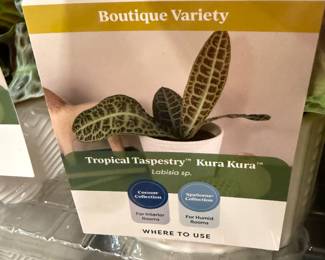 Boutique Variety
Tropical Taspestry™ Kura Kura™
Labisia sp.
Cocoon Collection
For Interior Rooms
Spahouse Collection
For Humid Rooms
WHERE TO USE